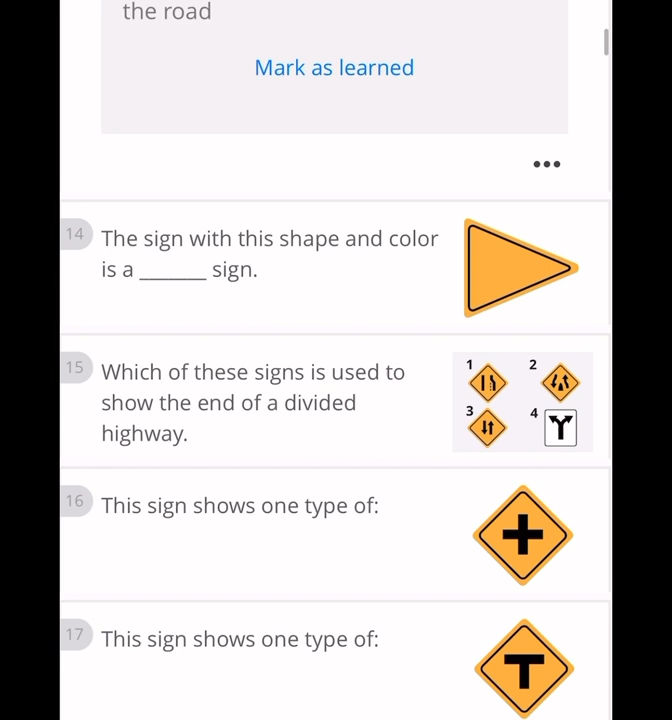 the road
Mark as learned
14
The sign with this shape and color
is a ______ sign.
15
Which of these signs is used to
show the end of a divided
highway.
1
2
3
4
16
This sign shows one type of:
17
This sign shows one type of: